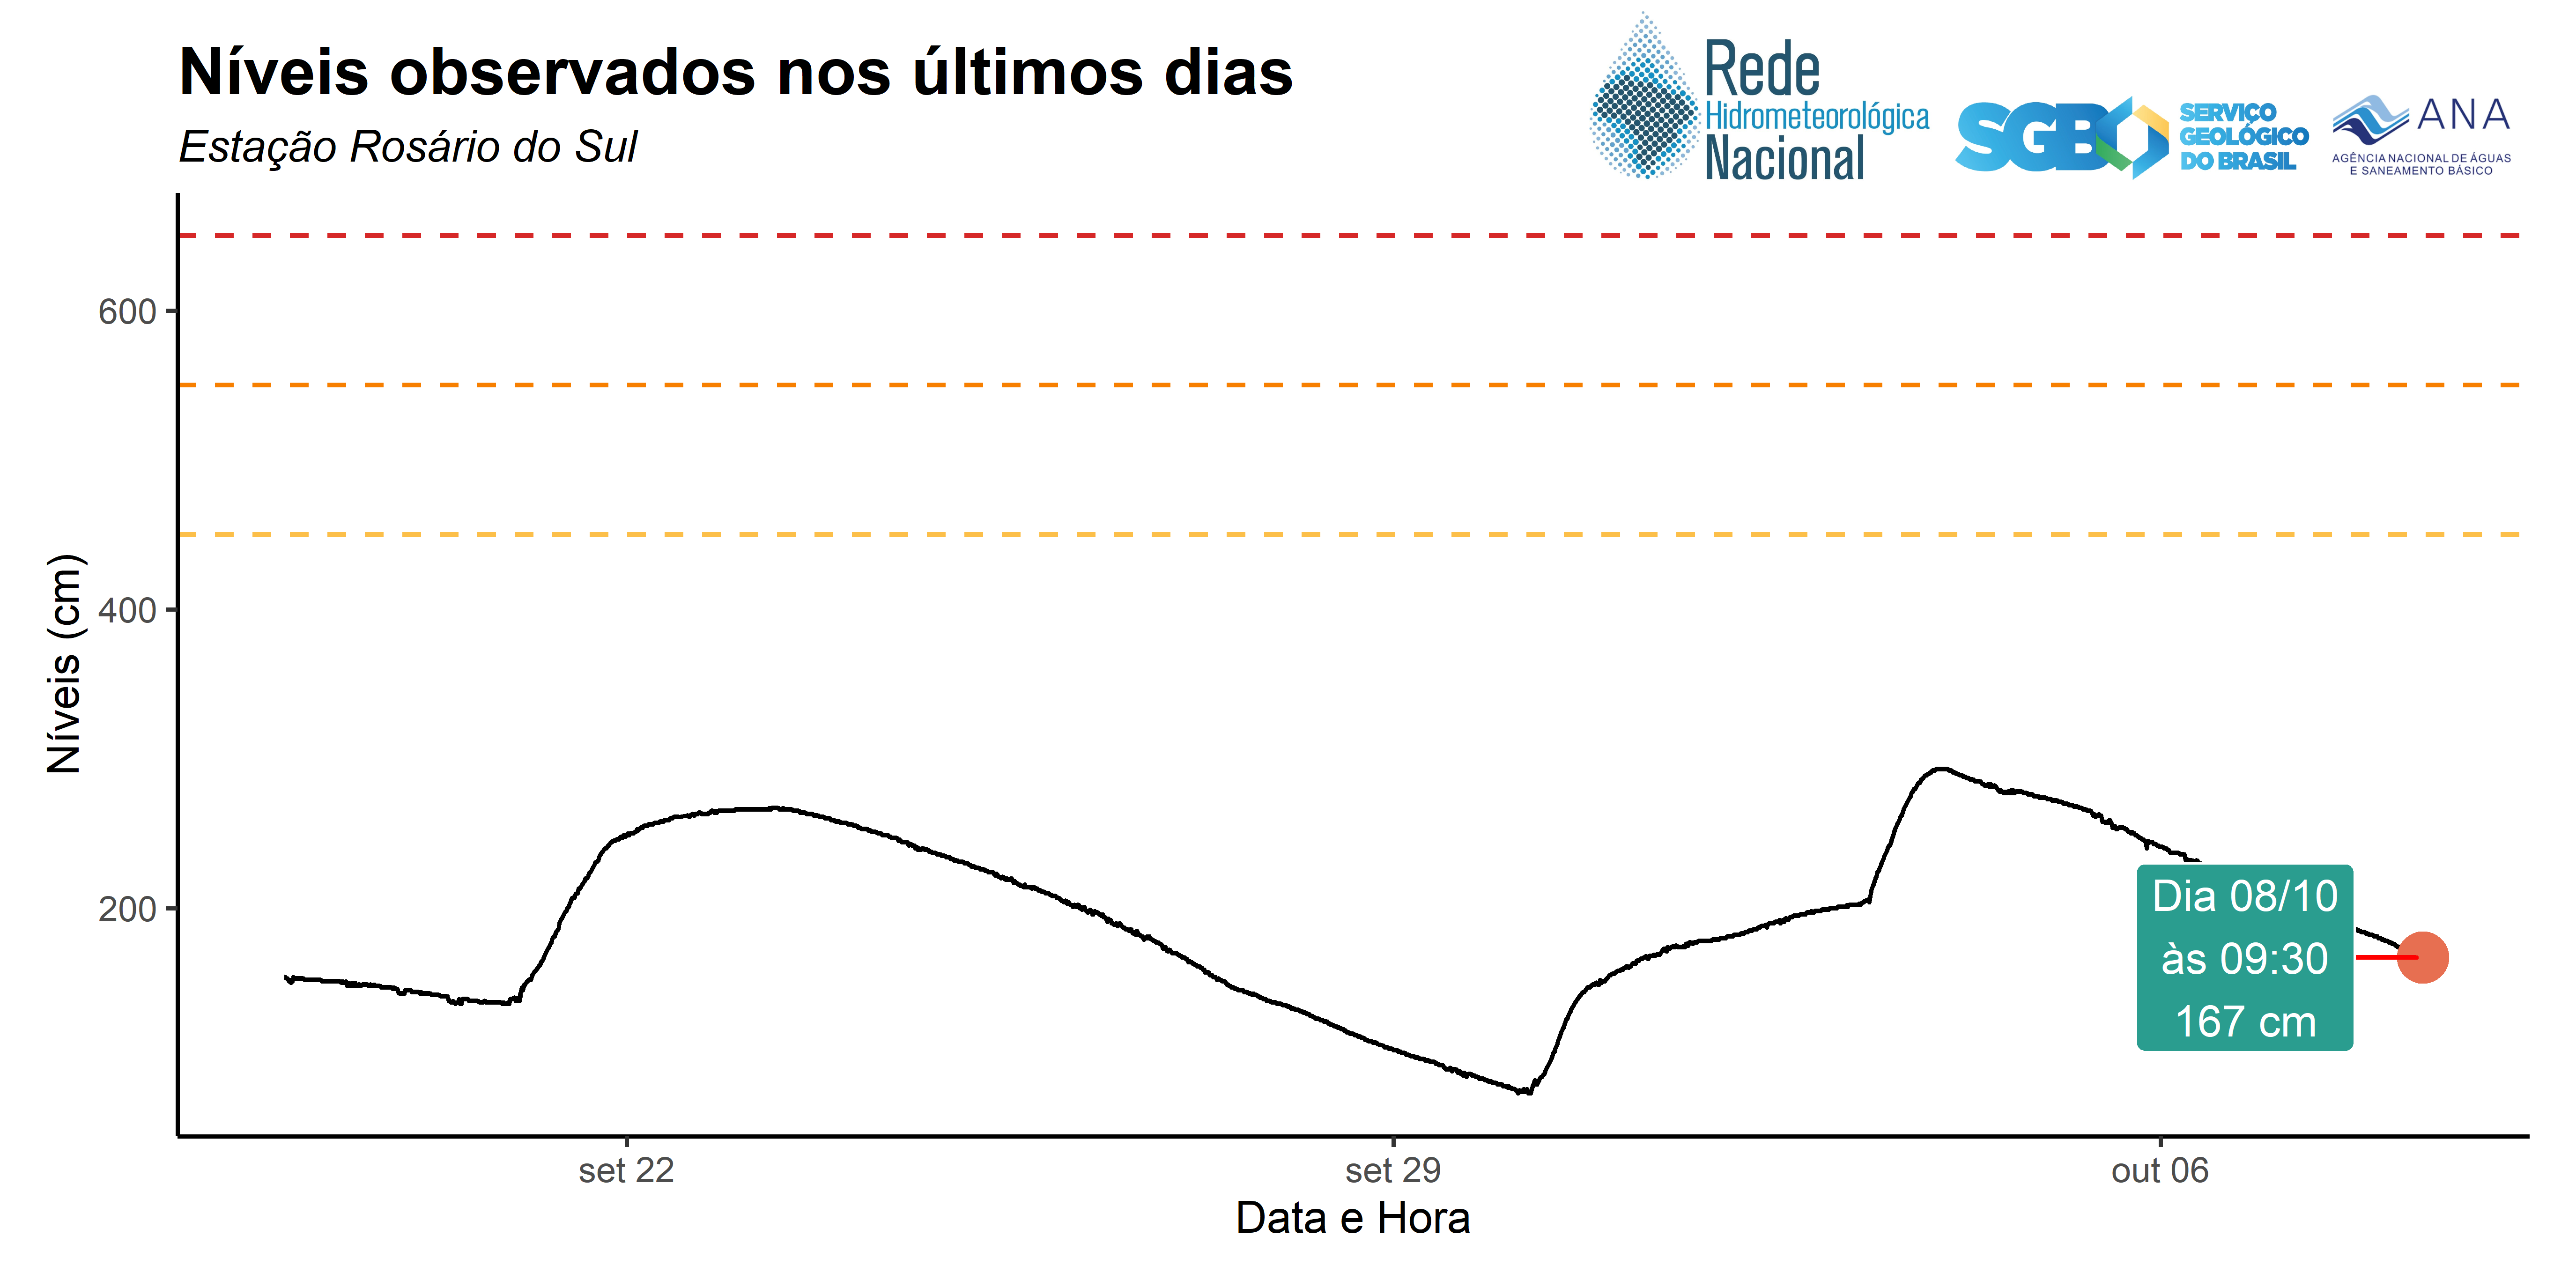 Níveis observados nos últimos dias
Estação Rosário do Sul
Rede
Hidrometeorológica
Nacional
SGB
SERVIÇO
GEOLÓGICO
DO BRASIL
ANA
AGÊNCIA NACIONAL DE ÁGUAS
E SANEAMENTO BÁSICO
Níveis (cm)
600
400
200
Dia 08/10
às 09:30
167 cm
set 22
set 29
out 06
Data e Hora